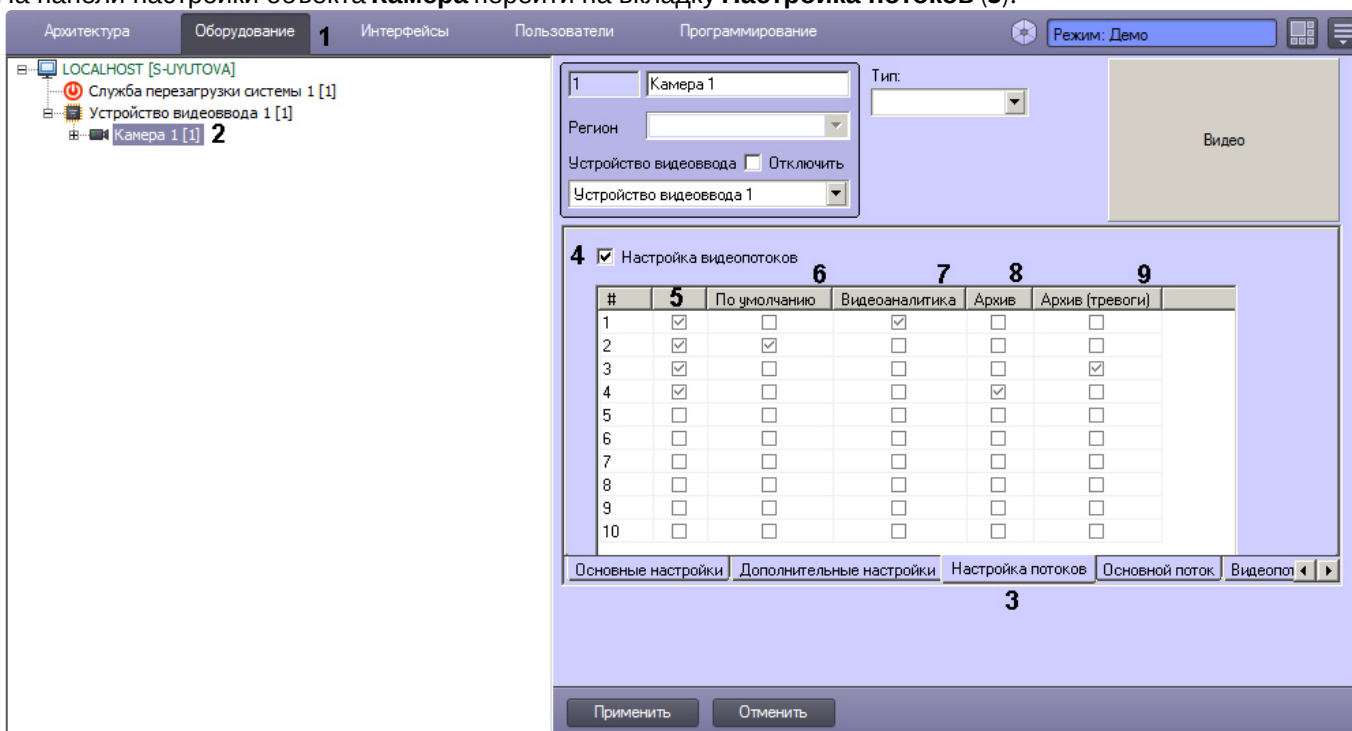 На панели настройки объекта Камера перейти на вкладку Настройка потоков (3).
Архитектура Оборудование 1 Интерфейсы Пользователи Программирование Режим: Демо
LOCALHOST [S-UYUTOVA]
Служба перезагрузки системы 1 [1]
Устройство видеоввода 1 [1]
Камера 1 [1] 2
1 Камера 1 Тип:
Регион
Видео
Устройство видеоввода Отключить
Устройство видеоввода 1
4 Настройка видеопотоков
6 7 8 9
# 5 По умолчанию Видеоаналитика Архив Архив (тревоги)
1
2
3
4
5
6
7
8
9
10
Основные настройки Дополнительные настройки Настройка потоков Основной поток Видеопот
3
Применить Отменить